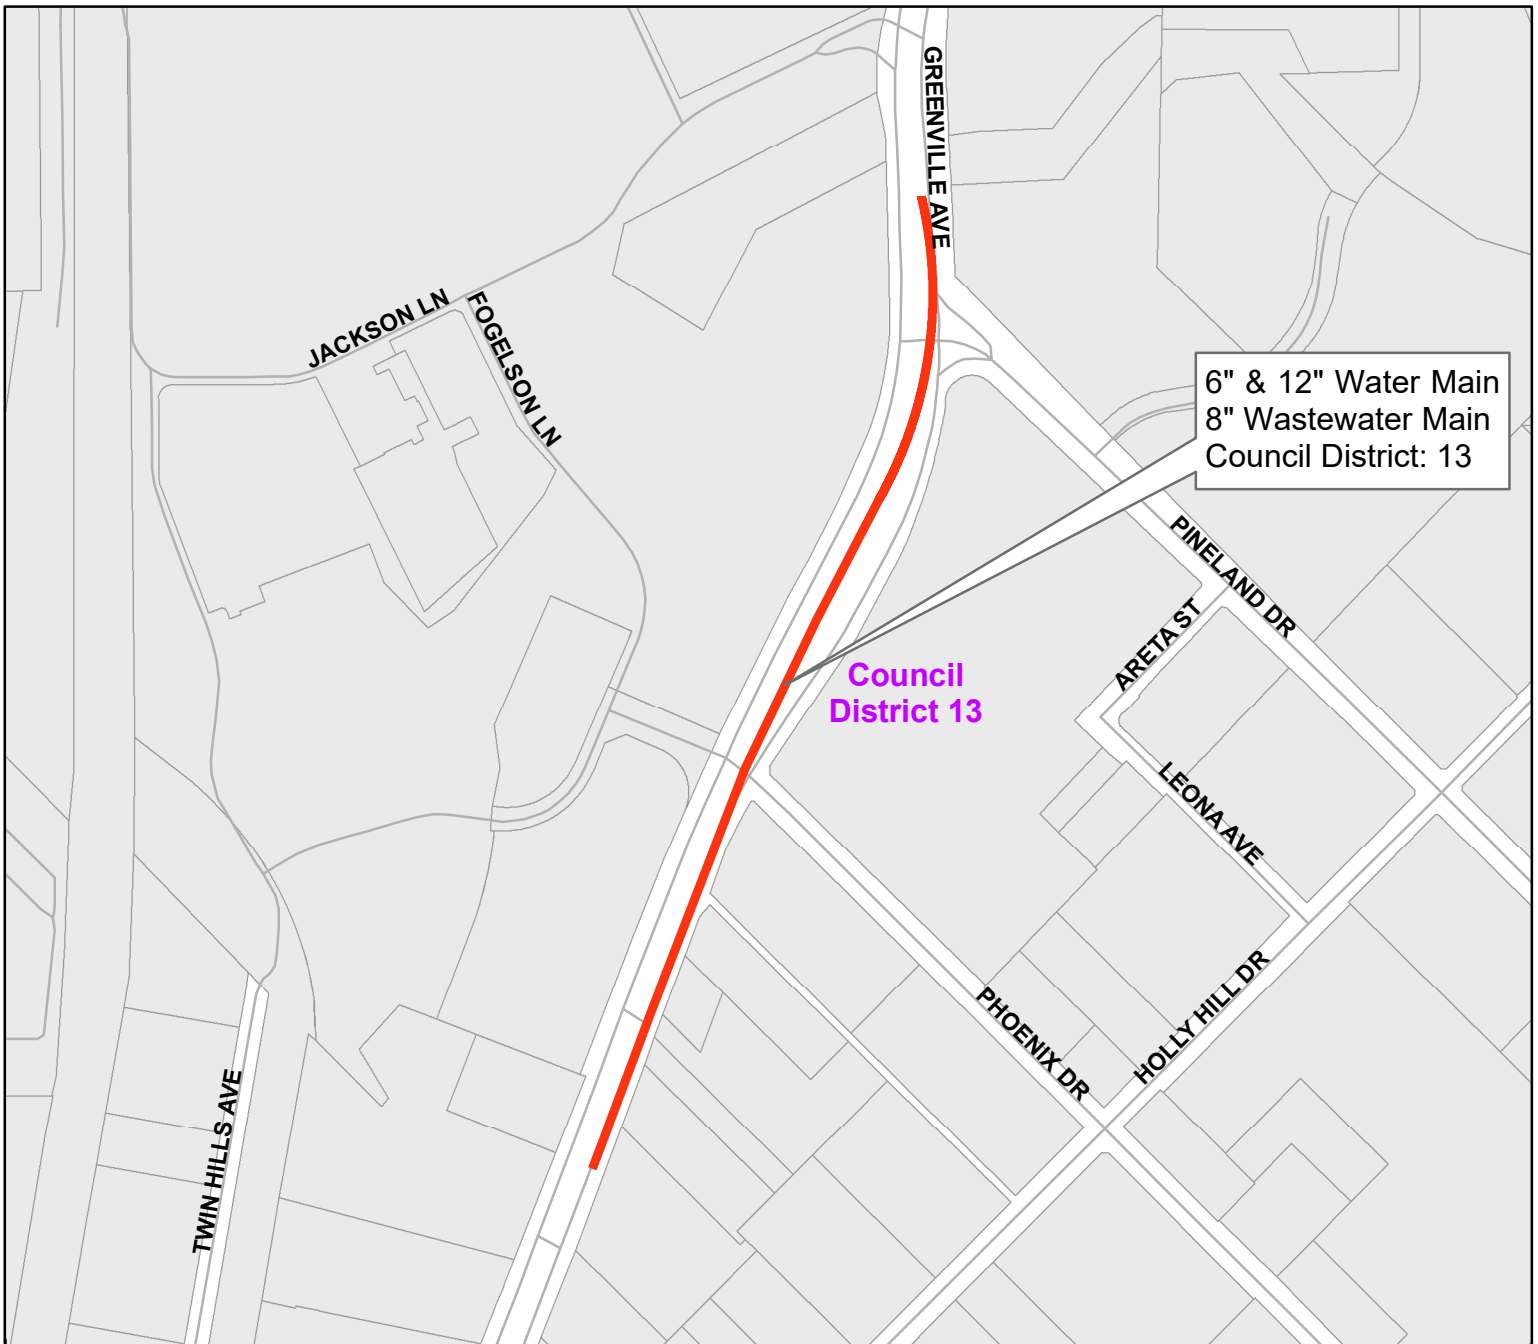 GREENVILLE AVE
JACKSON LN
FOGELSON LN
6" & 12" Water Main
8" Wastewater Main
Council District: 13
PINELAND DR
ARETA ST
Council
District 13
LEONA AVE
HOLLY HILL DR
PHOENIX DR
TWIN HILLS AVE